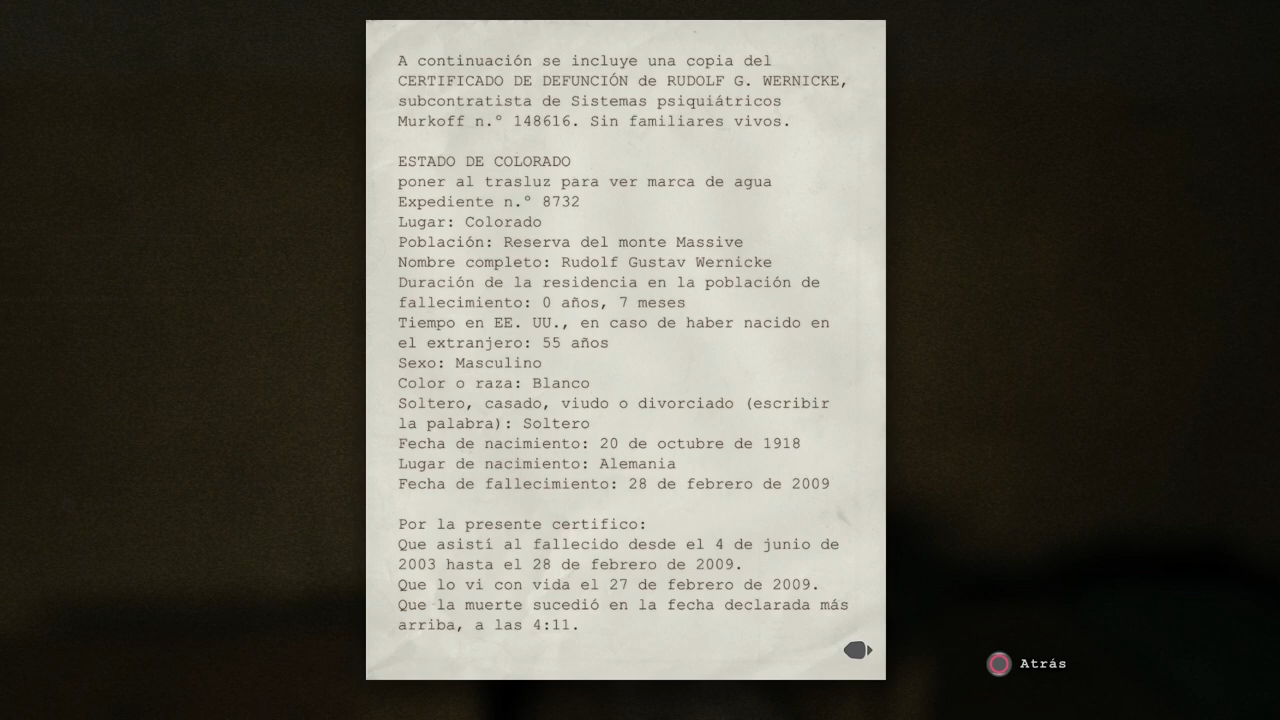 A continuación se incluye una copia del
CERTIFICADO DE DEFUNCIÓN de RUDOLF G. WERNICKE,
subcontratista de Sistemas psiquiátricos
Murkoff n.º 148616. Sin familiares vivos.
ESTADO DE COLORADO
poner al trasluz para ver marca de agua
Expediente n.º 8732
Lugar: Colorado
Población: Reserva del monte Massive
Nombre completo: Rudolf Gustav Wernicke
Duración de la residencia en la población de
fallecimiento: 0 años, 7 meses
Tiempo en EE. UU., en caso de haber nacido en
el extranjero: 55 años
Sexo: Masculino
Color o raza: Blanco
Soltero, casado, viudo o divorciado (escribir
la palabra): Soltero
Fecha de nacimiento: 20 de octubre de 1918
Lugar de nacimiento: Alemania
Fecha de fallecimiento: 28 de febrero de 2009
Por la presente certifico:
Que asistí al fallecido desde el 4 de junio de
2003 hasta el 28 de febrero de 2009.
Que lo vi con vida el 27 de febrero de 2009.
Que la muerte sucedió en la fecha declarada más
arriba, a las 4:11.
Atrás